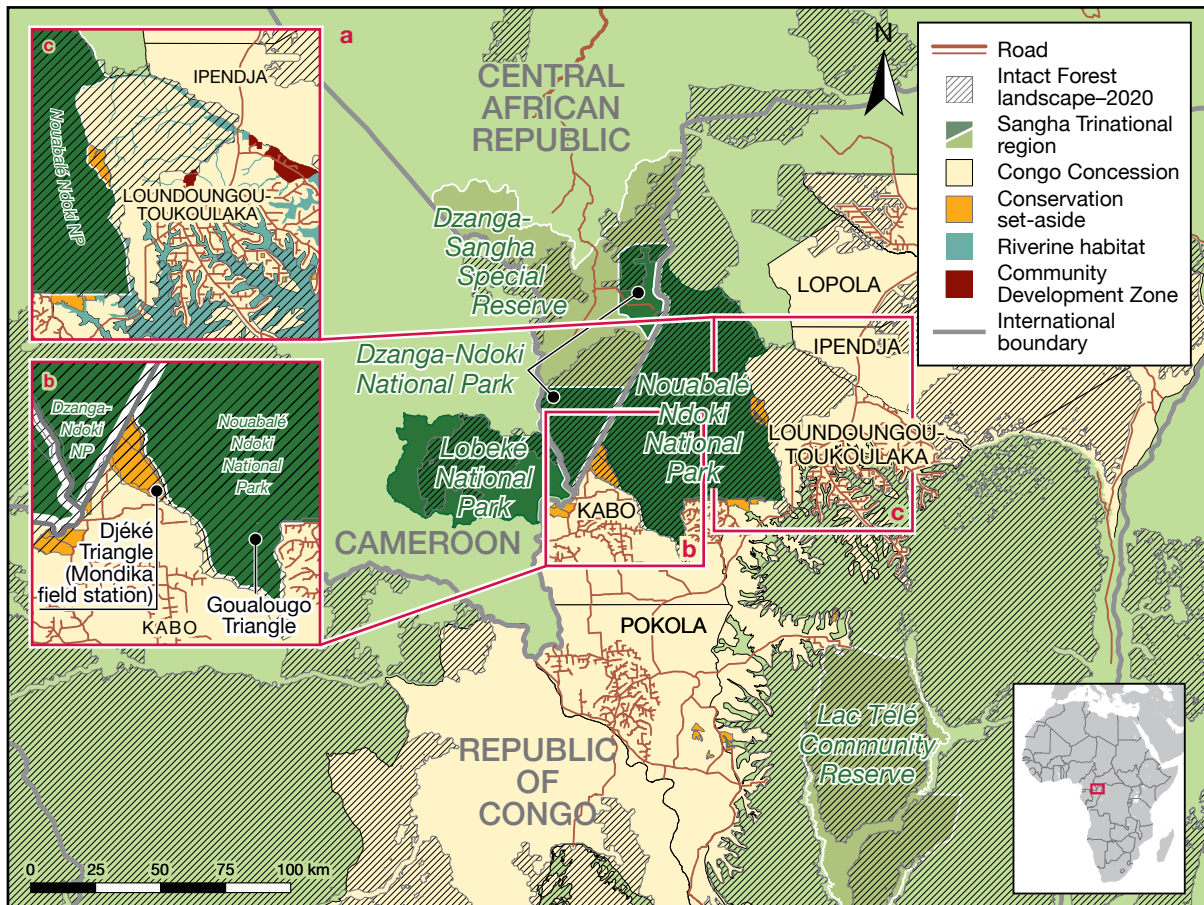 a
N
CENTRAL
AFRICAN
REPUBLIC
Dzanga-
Sangha
Special
Reserve
Dzanga-Ndoki
National Park
Nouabalé
Ndoki
National
Park
Lobeké
National
Park
CAMEROON
KABO
b
LOPOLA
IPENDJA
LOUNDOUNGOU-
TOUKOULAKA
c
POKOLA
REPUBLIC
OF
CONGO
Lac Télé
Community
Reserve
0 25 50 75 100 km
c
IPENDJA
Nouabalé Ndoki NP
LOUNDOUNGOU-
TOUKOULAKA
b
Dzanga-
Ndoki
NP
Nouabalé
Ndoki
National
Park
Djéké
Triangle
(Mondika
field station)
Goualougo
Triangle
KABO
Road
Intact Forest
landscape–2020
Sangha Trinational
region
Congo Concession
Conservation
set-aside
Riverine habitat
Community
Development Zone
International
boundary